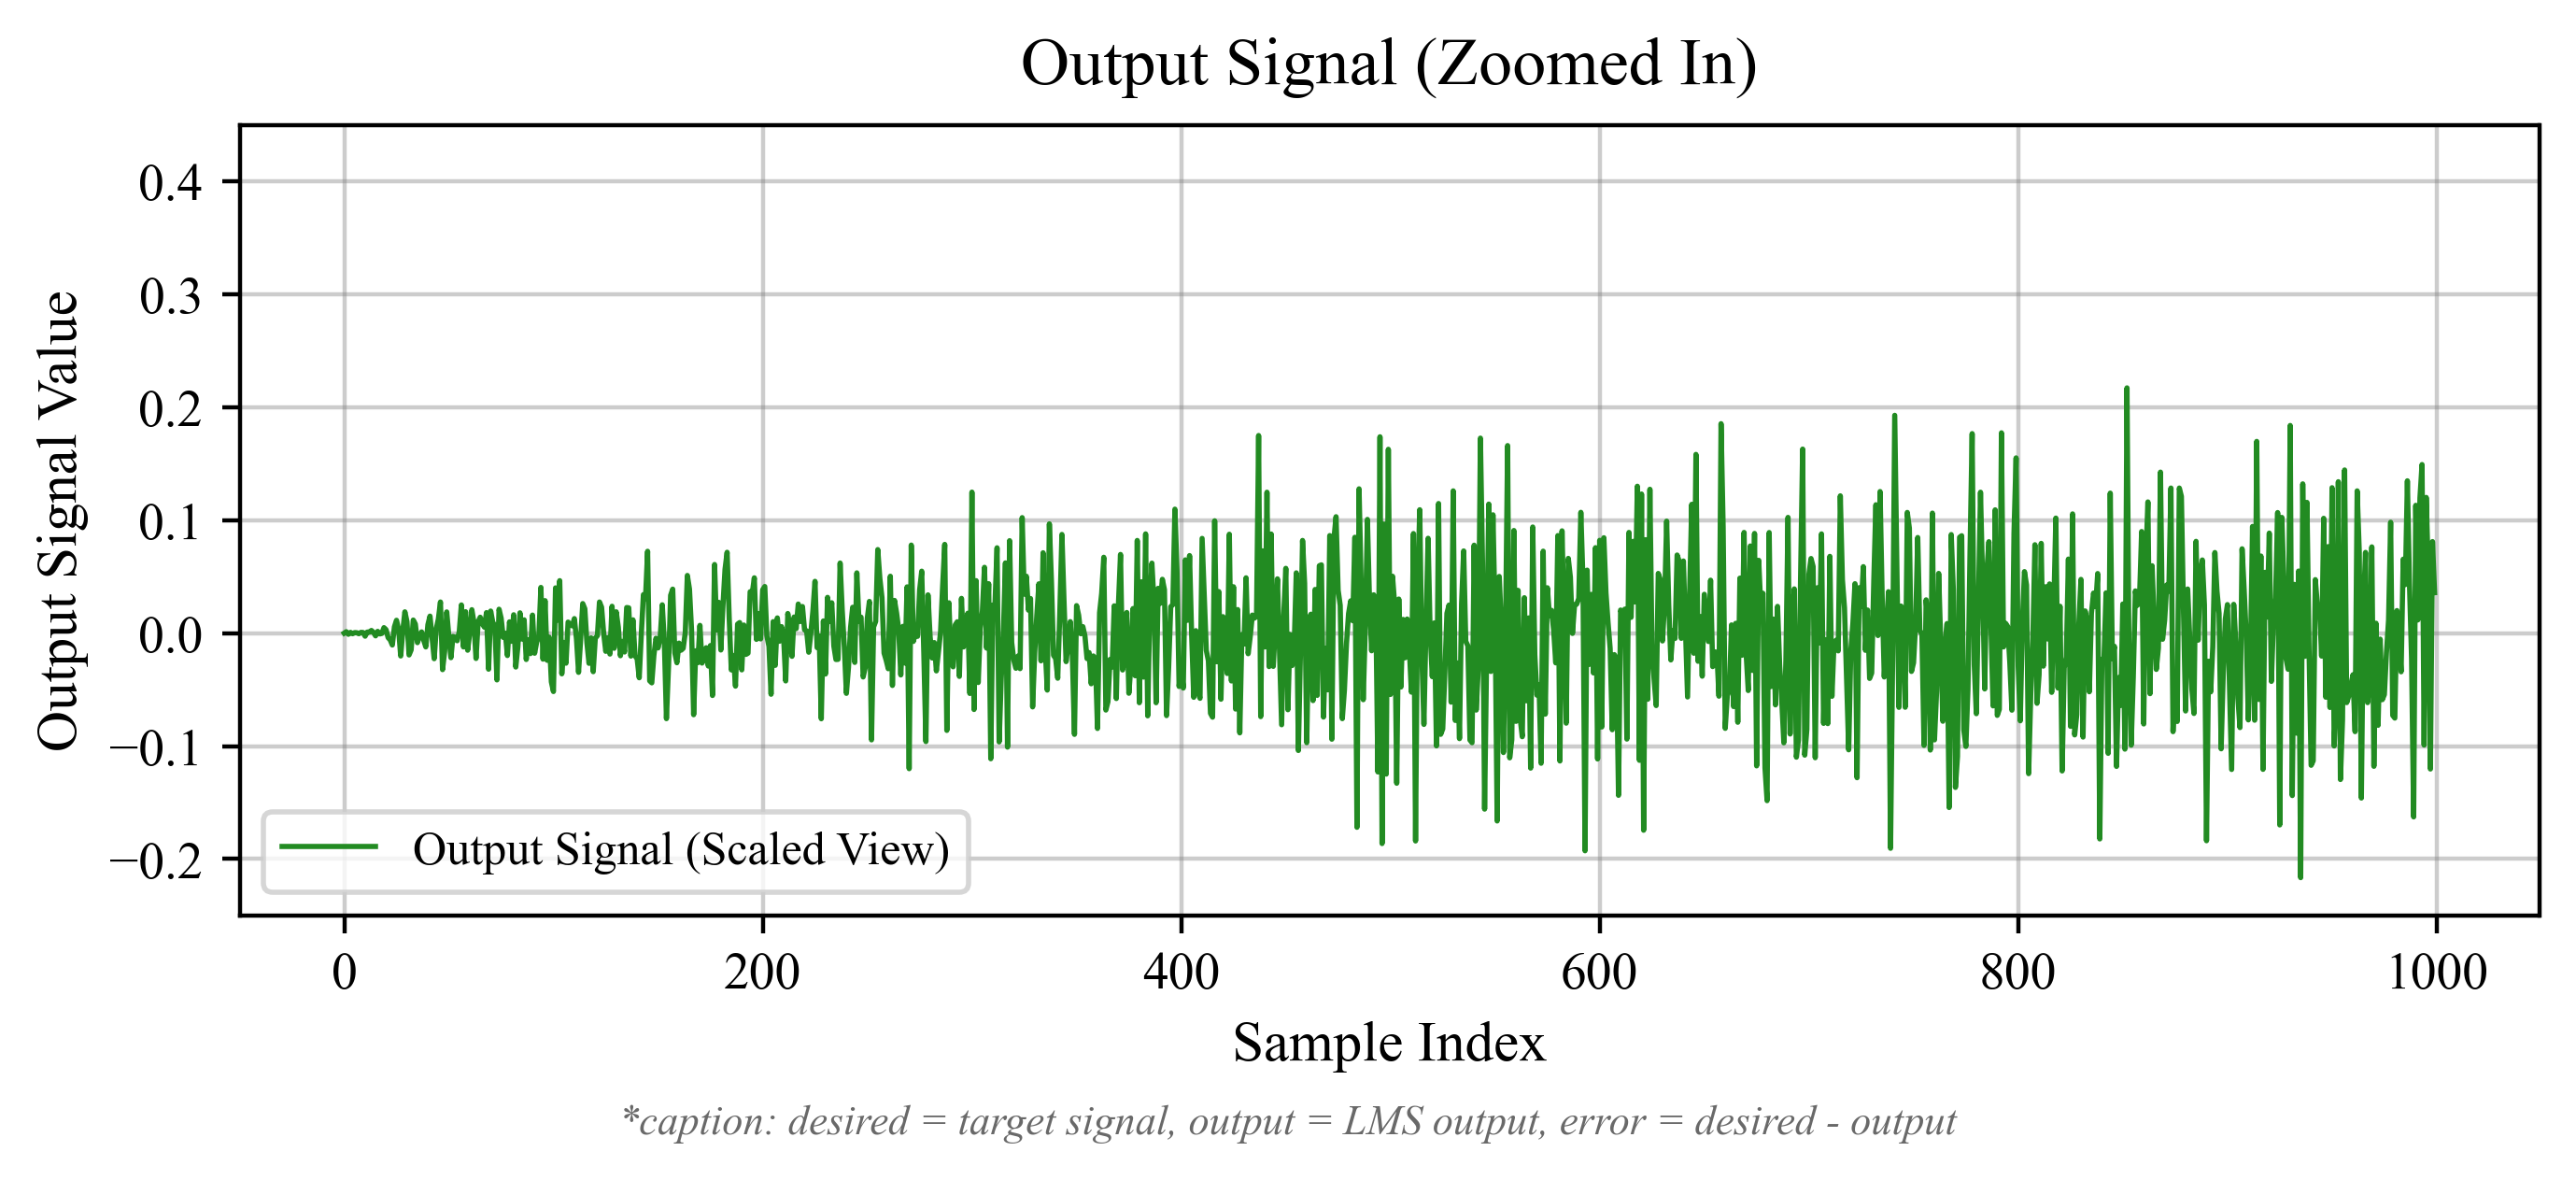 Output Signal (Zoomed In)
Output Signal Value
0.4
0.3
0.2
0.1
0.0
−0.1
−0.2
Output Signal (Scaled View)
0 200 400 600 800 1000
Sample Index
*caption: desired = target signal, output = LMS output, error = desired - output